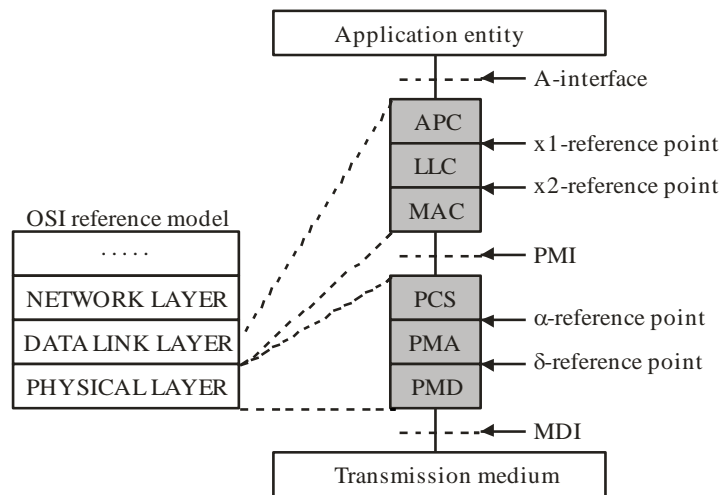 Application entity
A-interface
APC
x1-reference point
LLC
x2-reference point
MAC
OSI reference model
.....
PMI
NETWORK LAYER
PCS
α-reference point
DATA LINK LAYER
PMA
δ-reference point
PHYSICAL LAYER
PMD
MDI
Transmission medium